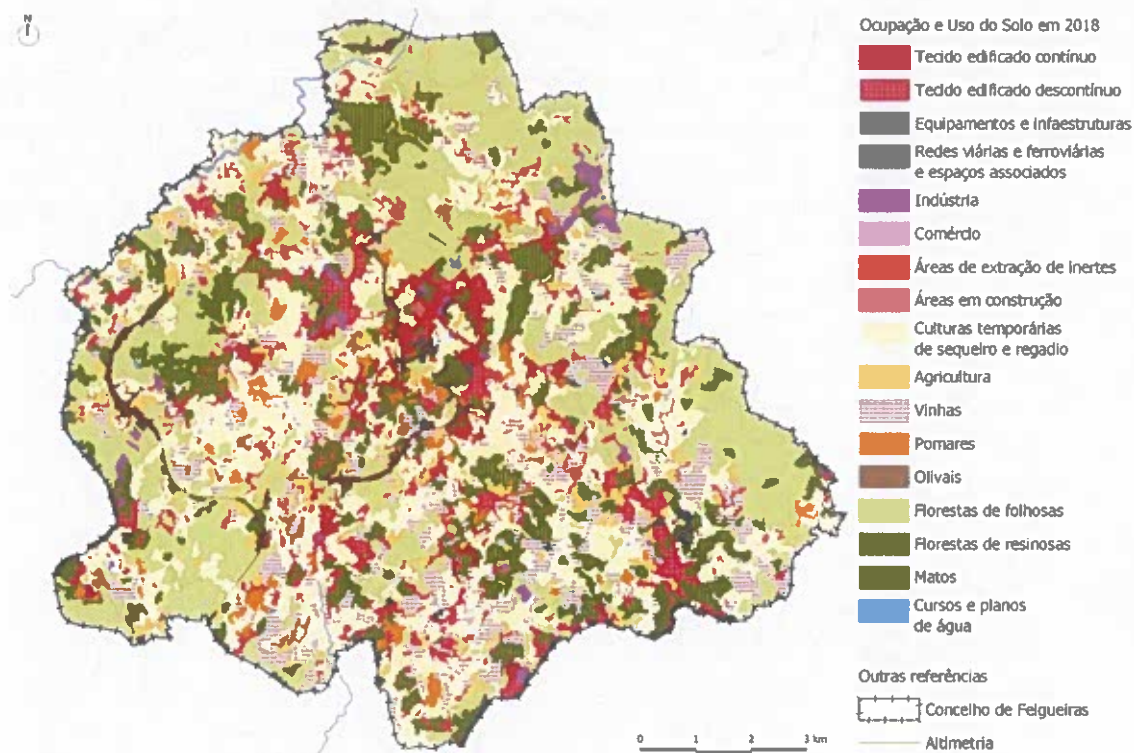 N
Ocupação e Uso do Solo em 2018
Tecido edificado contínuo
Tecido edificado descontínuo
Equipamentos e infaestruturas
Redes viárias e ferroviárias
e espaços associados
Indústria
Comércio
Áreas de extração de inertes
Áreas em construção
Culturas temporárias
de sequeiro e regadio
Agricultura
Vinhas
Pomares
Olivais
Florestas de folhosas
Florestas de resinosas
Matos
Cursos e planos
de água
Outras referências
Concelho de Felgueiras
Altimetria
0 1 2 3 km